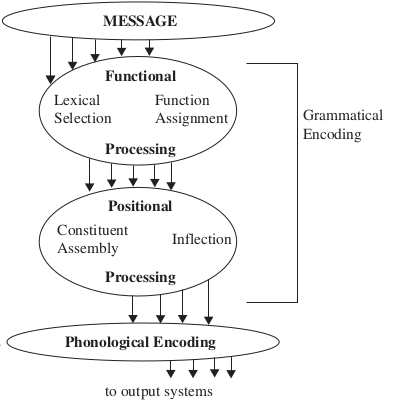 MESSAGE
Functional
Lexical
Selection
Function
Assignment
Processing
Grammatical
Encoding
Positional
Constituent
Assembly
Inflection
Processing
Phonological Encoding
to output systems